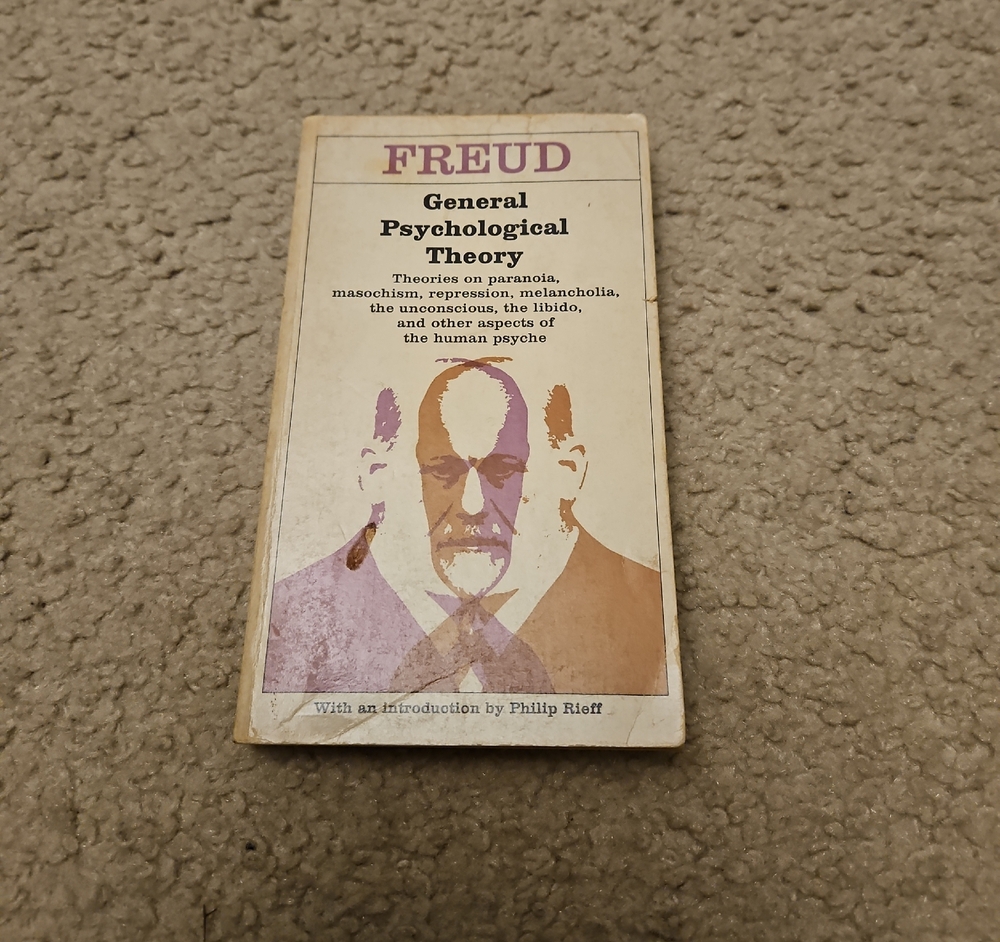 FREUD
General
Psychological
Theory
Theories on paranoia,
masochism, repression, melancholia,
the unconscious, the libido,
and other aspects of
the human psyche
With an introduction by Philip Rieff